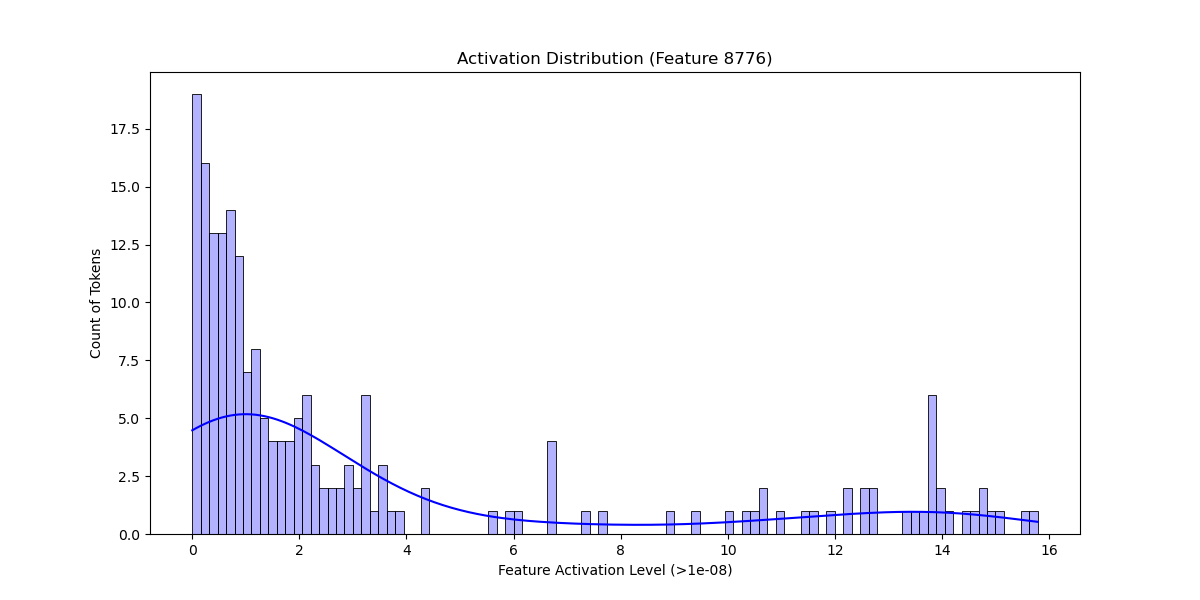 Activation Distribution (Feature 8776)
Count of Tokens
17.5
15.0
12.5
10.0
7.5
5.0
2.5
0.0
0 2 4 6 8 10 12 14 16
Feature Activation Level (>1e-08)